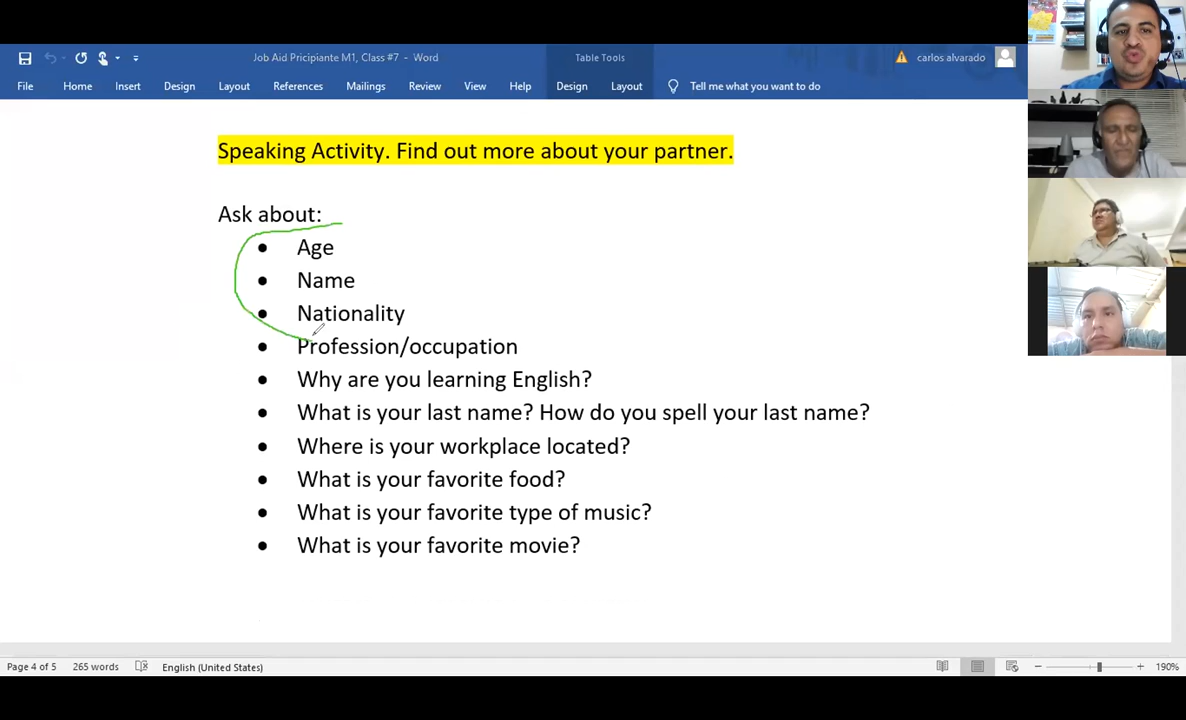 Job Aid Pricipiante M1, Class #7 - Word
Table Tools
carlos alvarado
File Home Insert Design Layout References Mailings Review View Help Design Layout Tell me what you want to do
Speaking Activity. Find out more about your partner.
Ask about:
• Age
• Name
• Nationality
• Profession/occupation
• Why are you learning English?
• What is your last name? How do you spell your last name?
• Where is your workplace located?
• What is your favorite food?
• What is your favorite type of music?
• What is your favorite movie?
Page 4 of 5 265 words English (United States) 190%